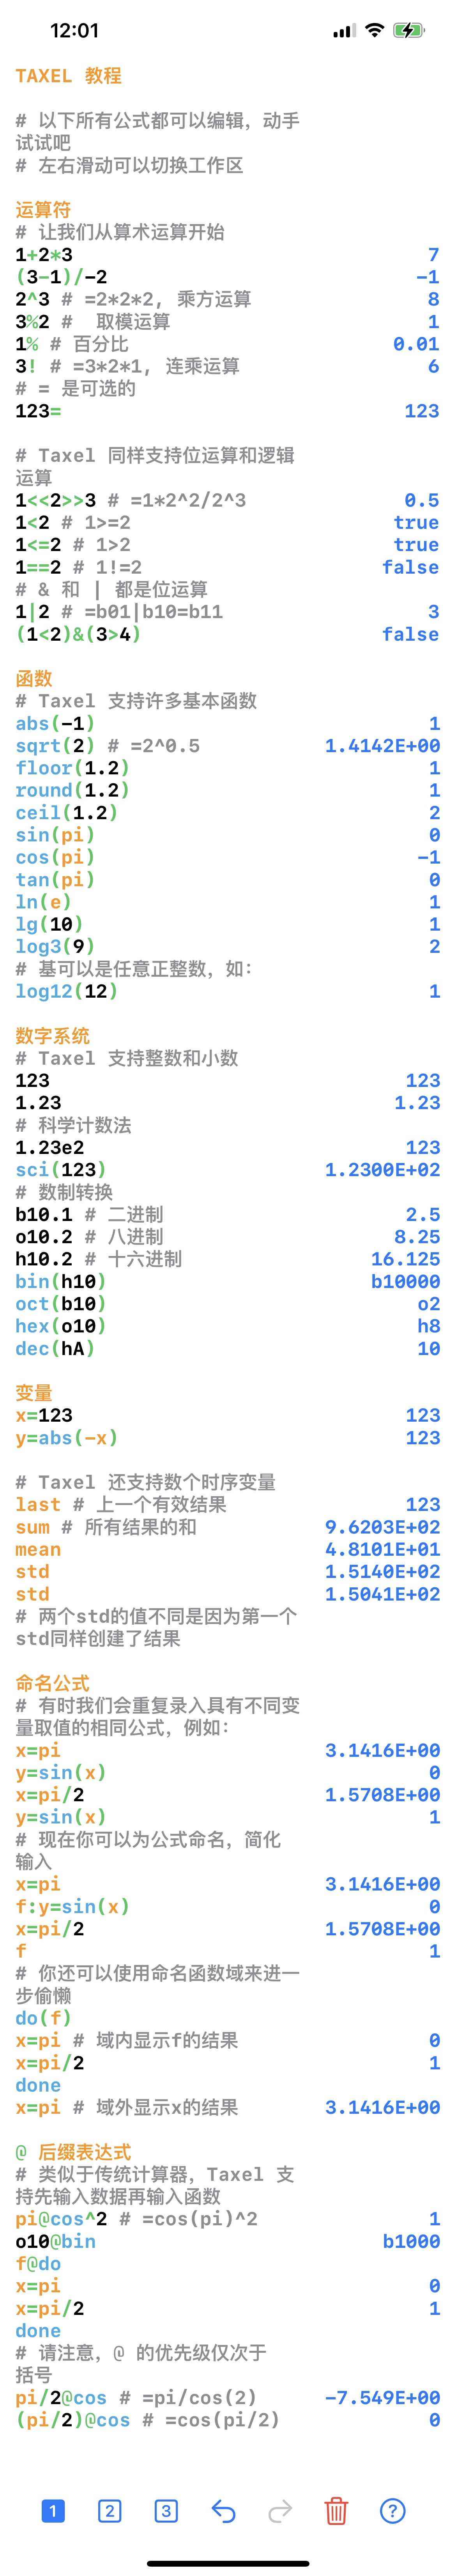 12:01
TAXEL 教程
# 以下所有公式都可以编辑，动手
试试吧
# 左右滑动可以切换工作区
运算符
# 让我们从算术运算开始
1+2*3 7
(3-1)/-2 -1
2^3 # =2*2*2, 乘方运算 8
3%2 #  取模运算 1
1% # 百分比 0.01
3! # =3*2*1, 连乘运算 6
# = 是可选的
123= 123
# Taxel 同样支持位运算和逻辑
运算
1<<2>>3 # =1*2^2/2^3 0.5
1<2 # 1>=2 true
1<=2 # 1>2 true
1==2 # 1!=2 false
# & 和 | 都是位运算
1|2 # =b01|b10=b11 3
(1<2)&(3>4) false
函数
# Taxel 支持许多基本函数
abs(-1) 1
sqrt(2) # =2^0.5 1.4142E+00
floor(1.2) 1
round(1.2) 1
ceil(1.2) 2
sin(pi) 0
cos(pi) -1
tan(pi) 0
ln(e) 1
lg(10) 1
log3(9) 2
# 基可以是任意正整数，如：
log12(12) 1
数字系统
# Taxel 支持整数和小数
123 123
1.23 1.23
# 科学计数法
1.23e2 123
sci(123) 1.2300E+02
# 数制转换
b10.1 # 二进制 2.5
o10.2 # 八进制 8.25
h10.2 # 十六进制 16.125
bin(h10) b10000
oct(b10) o2
hex(o10) h8
dec(hA) 10
变量
x=123 123
y=abs(-x) 123
# Taxel 还支持数个时序变量
last # 上一个有效结果 123
sum # 所有结果的和 9.6203E+02
mean 4.8101E+01
std 1.5140E+02
std 1.5041E+02
# 两个std的值不同是因为第一个
std同样创建了结果
命名公式
# 有时我们会重复录入具有不同变
量取值的相同公式，例如：
x=pi 3.1416E+00
y=sin(x) 0
x=pi/2 1.5708E+00
y=sin(x) 1
# 现在你可以为公式命名，简化
输入
x=pi 3.1416E+00
f:y=sin(x) 0
x=pi/2 1.5708E+00
f 1
# 你还可以使用命名函数域来进一
步偷懒
do(f)
x=pi # 域内显示f的结果 0
x=pi/2 1
done
x=pi # 域外显示x的结果 3.1416E+00
@ 后缀表达式
# 类似于传统计算器，Taxel 支
持先输入数据再输入函数
pi@cos^2 # =cos(pi)^2 1
o10@bin b1000
f@do
x=pi 0
x=pi/2 1
done
# 请注意，@ 的优先级仅次于
括号
pi/2@cos # =pi/cos(2) -7.549E+00
(pi/2)@cos # =cos(pi/2) 0
1 2 3 ?